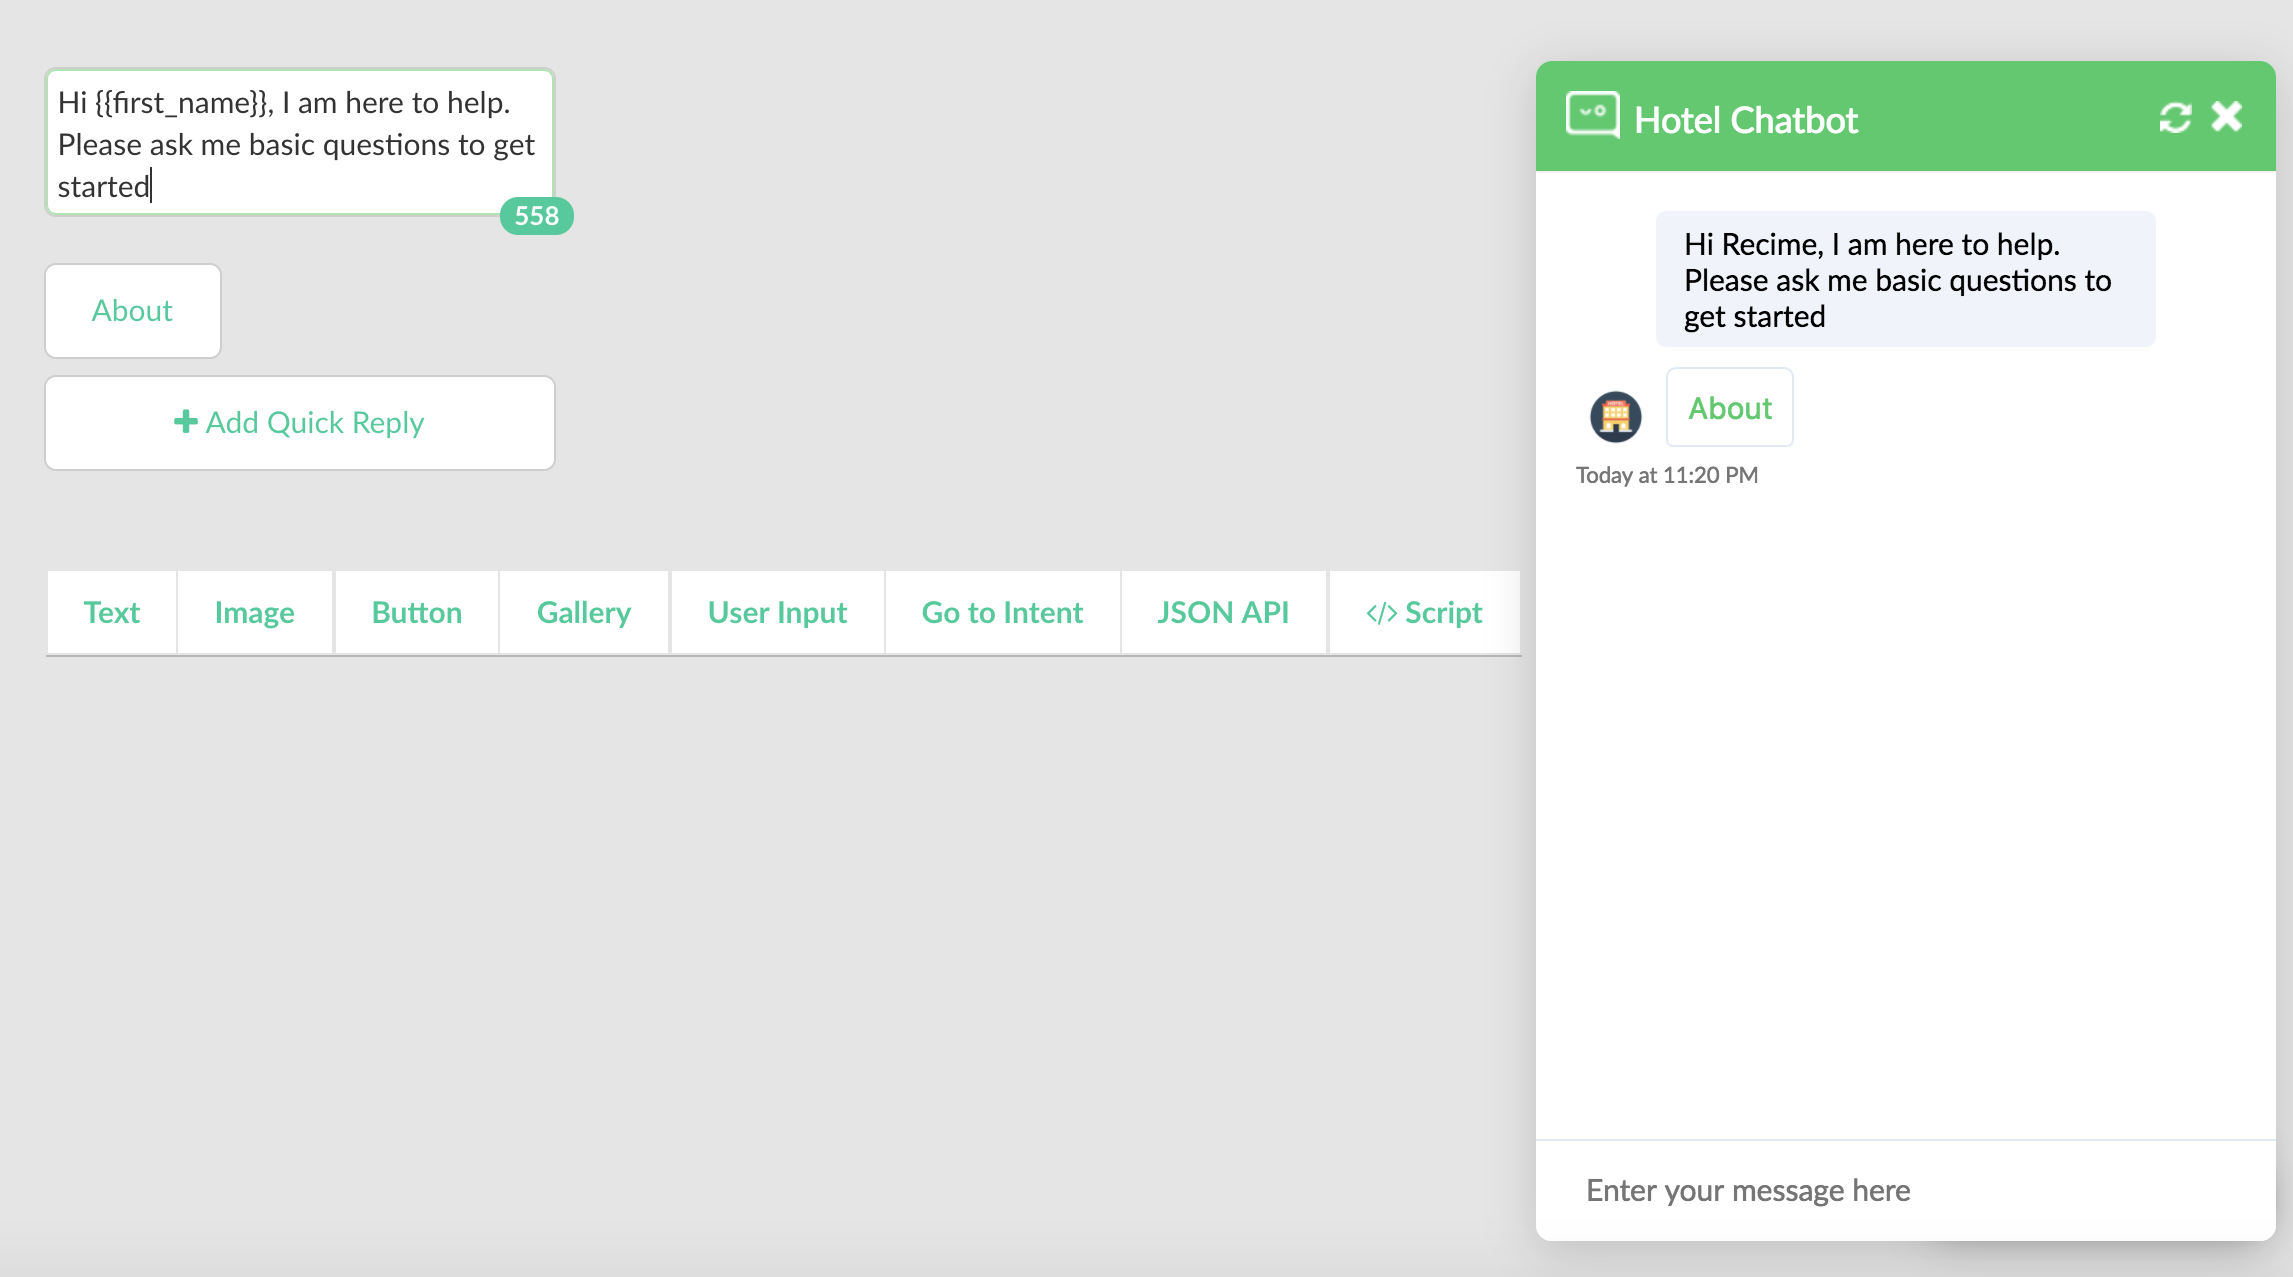 Hi {{first_name}}, I am here to help.
Please ask me basic questions to get
started
558
About
Add Quick Reply
Text
Image
Button
Gallery
User Input
Go to Intent
JSON API
</> Script
Hotel Chatbot
Hi Recime, I am here to help.
Please ask me basic questions to
get started
HOTEL
About
Today at 11:20 PM
Enter your message here